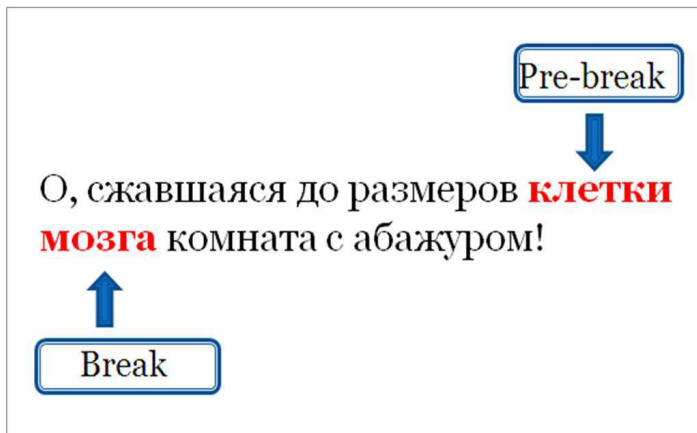 Pre-break
О, сжавшаяся до размеров клетки
мозга комната с абажуром!
Break